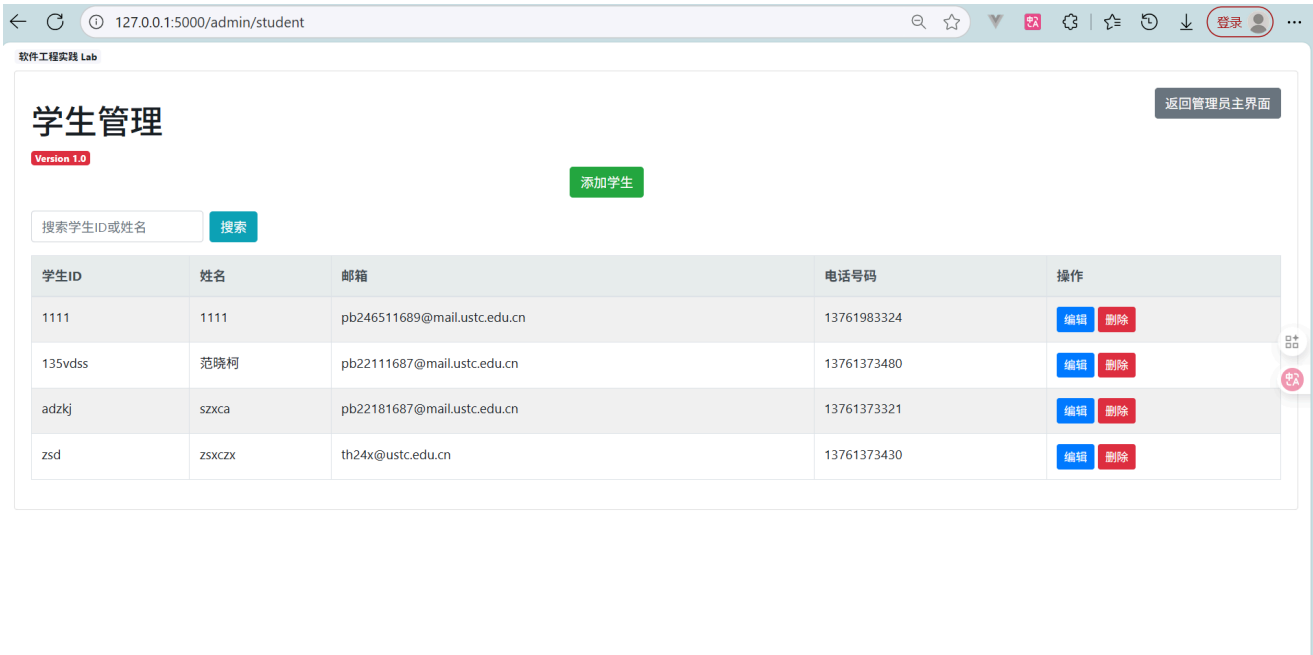 127.0.0.1:5000/admin/student
登录
软件工程实践 Lab
学生管理
返回管理员主界面
Version 1.0
添加学生
搜索学生ID或姓名 搜索
学生ID 姓名 邮箱 电话号码 操作
1111 1111 pb246511689@mail.ustc.edu.cn 13761983324 编辑 删除
135vdss 范晓柯 pb22111687@mail.ustc.edu.cn 13761373480 编辑 删除
adzkj szxca pb22181687@mail.ustc.edu.cn 13761373321 编辑 删除
zsd zsxczx th24x@ustc.edu.cn 13761373430 编辑 删除